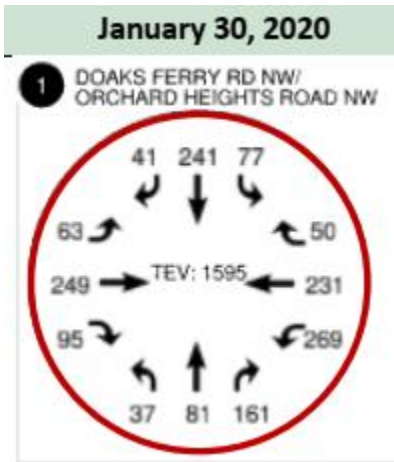 January 30, 2020
1 DOAKS FERRY RD NW/
ORCHARD HEIGHTS ROAD NW
41 241 77
63 50
249 TEV: 1595 231
95 269
37 81 161